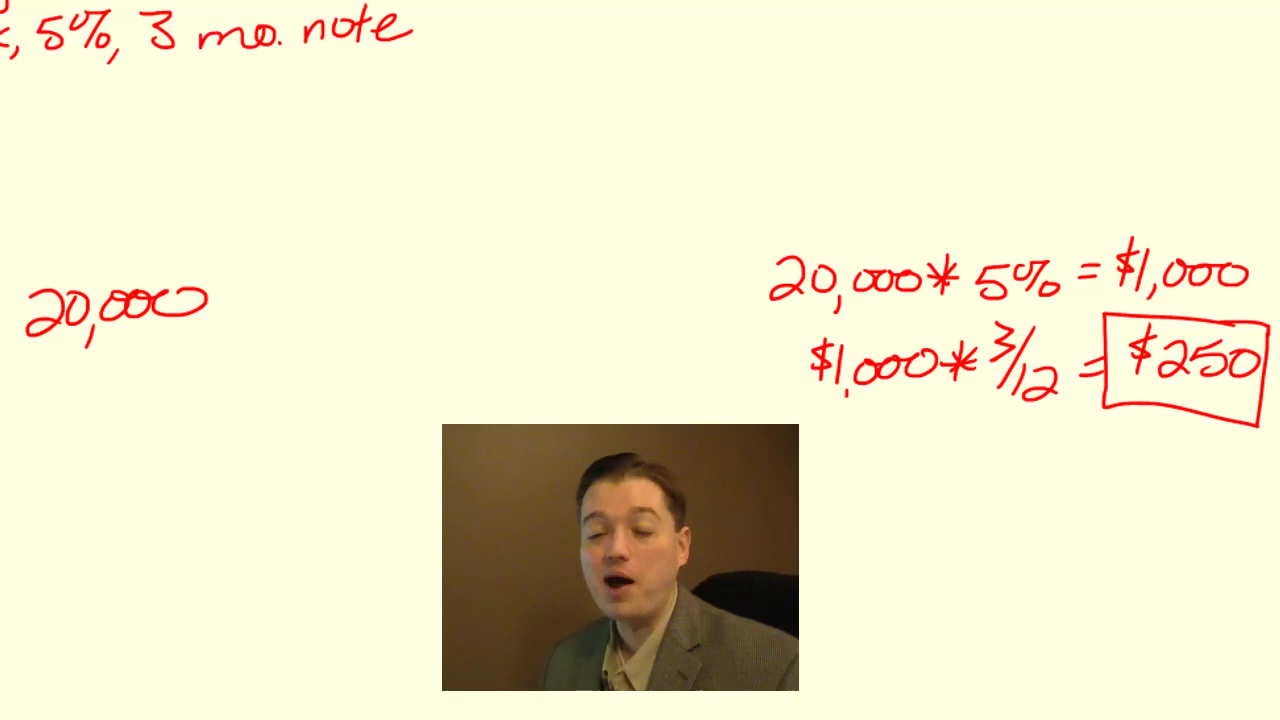 5%, 3 mo. note
20,000
20,000 * 5% = $1,000
$1,000 * 3/12 = $250